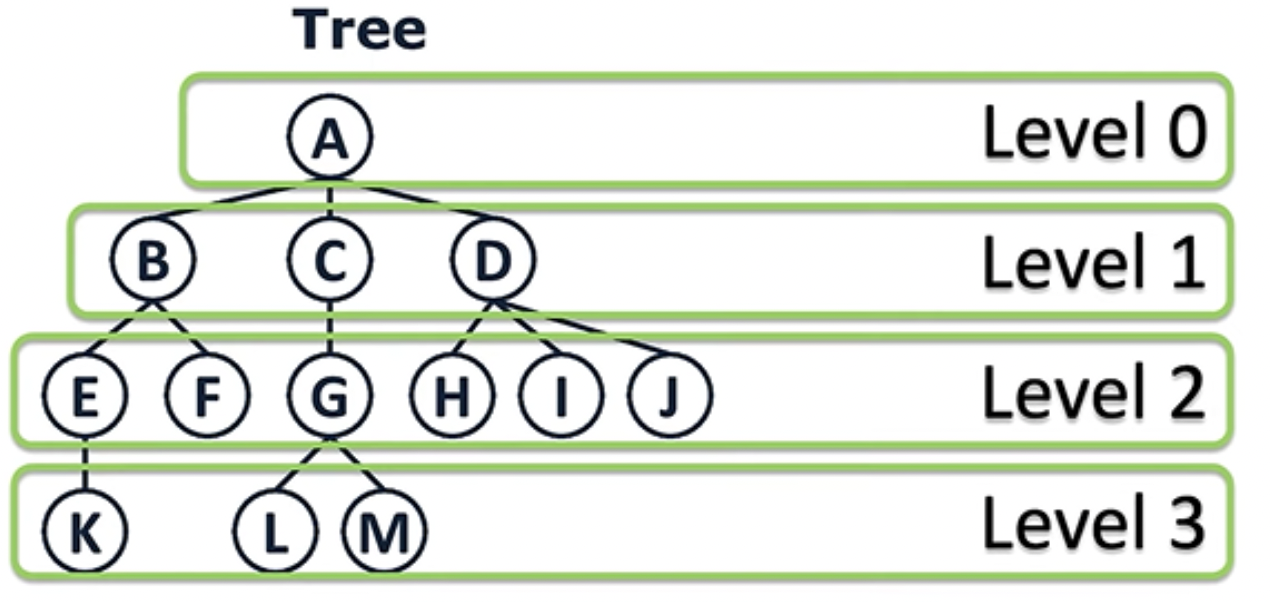 Tree
A Level 0
B C D Level 1
E F G H I J Level 2
K L M Level 3